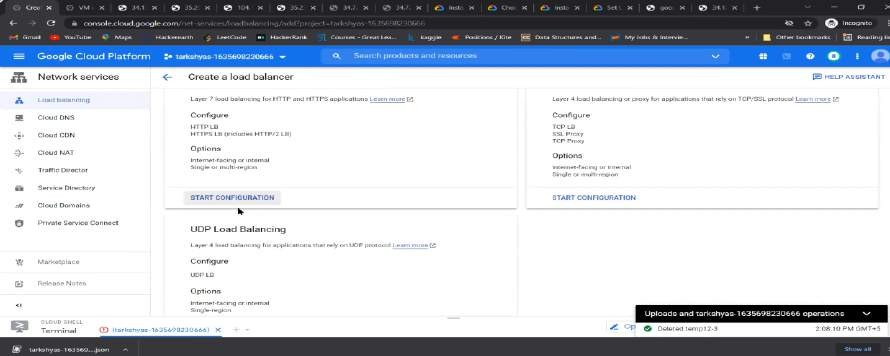 Crea
VM -
34.1
35.2
104.
35.2
34.7
34.7
Insta
Choo
Insta
Set u
goog
34.1
console.cloud.google.com/net-services/loadbalancing/add?project=tarkshyas-1635698230666
Incognito
Gmail YouTube Maps Hackerearth LeetCode HackerRank Courses - Great Lea... kaggle Positions / Kite Data Structures and... My Jobs & Intervie... Other bookmarks Reading lis
Google Cloud Platform tarkshyas-1635698230666 Search products and resources
Network services
Create a load balancer
HELP ASSISTANT
Load balancing
Cloud DNS
Cloud CDN
Cloud NAT
Traffic Director
Service Directory
Cloud Domains
Private Service Connect
Marketplace
Release Notes
Layer 7 load balancing for HTTP and HTTPS applications Learn more
Configure
HTTP LB
HTTPS LB (includes HTTP/2 LB)
Options
Internet-facing or internal
Single or multi-region
START CONFIGURATION
Layer 4 load balancing or proxy for applications that rely on TCP/SSL protocol Learn more
Configure
TCP LB
SSL Proxy
TCP Proxy
Options
Internet-facing or internal
Single or multi-region
START CONFIGURATION
UDP Load Balancing
Layer 4 load balancing for applications that rely on UDP protocol Learn more
Configure
UDP LB
Options
Internet-facing or internal
Single-region
CLOUD SHELL
Terminal
(tarkshyas-1635698230666)
Op
Uploads and tarkshyas-1635698230666 operations
Deleted temp12-3 2:08:10 PM GMT+5
tarkshyas-163560....json
Show all